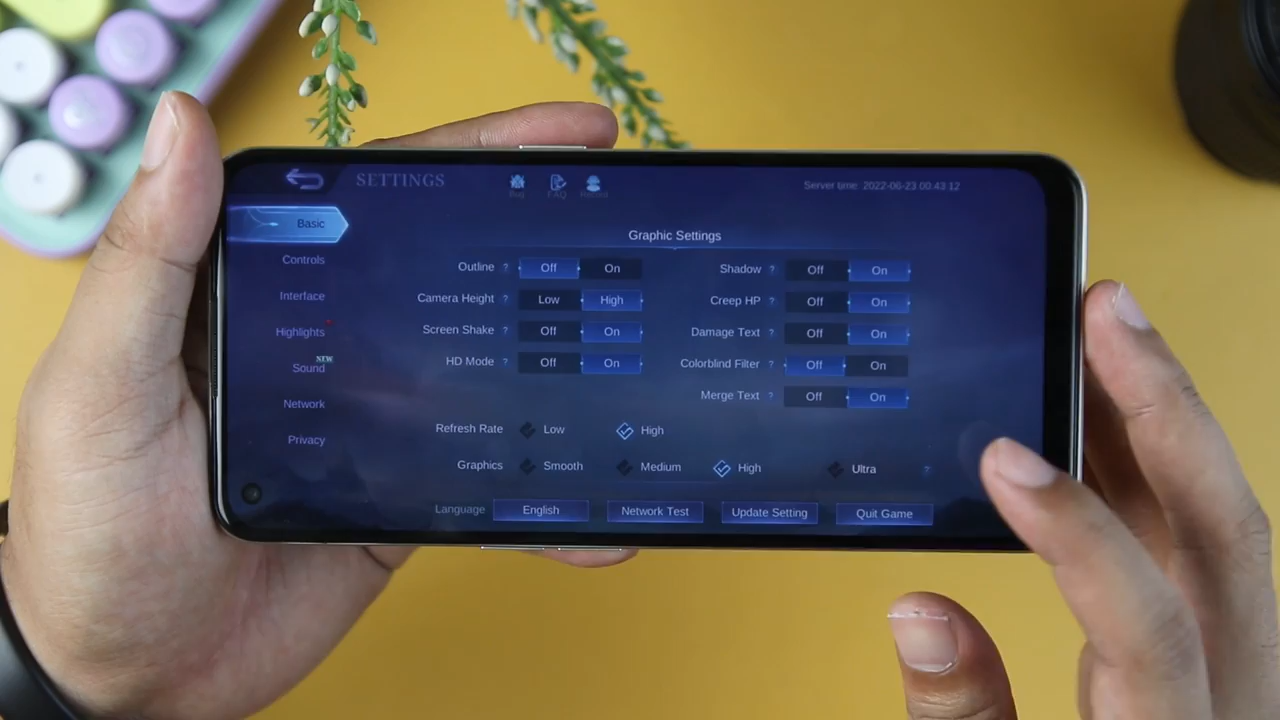 SETTINGS
FAQ
Server time 2022-06-23 00:43:12
Basic
Controls
Interface
Highlights
NEW
Sound
Network
Privacy
Graphic Settings
Outline ? Off On
Shadow ? Off On
Camera Height ? Low High
Creep HP ? Off On
Screen Shake ? Off On
Damage Text ? Off On
HD Mode ? Off On
Colorblind Filter ? Off On
Merge Text ? Off On
Refresh Rate Low High
Graphics Smooth Medium High Ultra ?
Language English Network Test Update Setting Quit Game